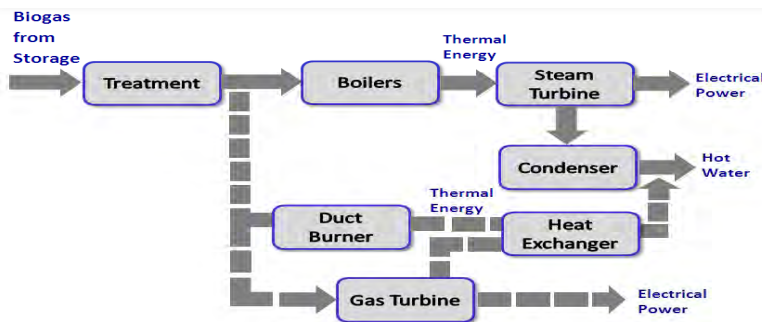 Biogas
from
Storage
Treatment
Boilers
Thermal
Energy
Steam
Turbine
Electrical
Power
Condenser
Hot
Water
Duct
Burner
Thermal
Energy
Heat
Exchanger
Gas Turbine
Electrical
Power